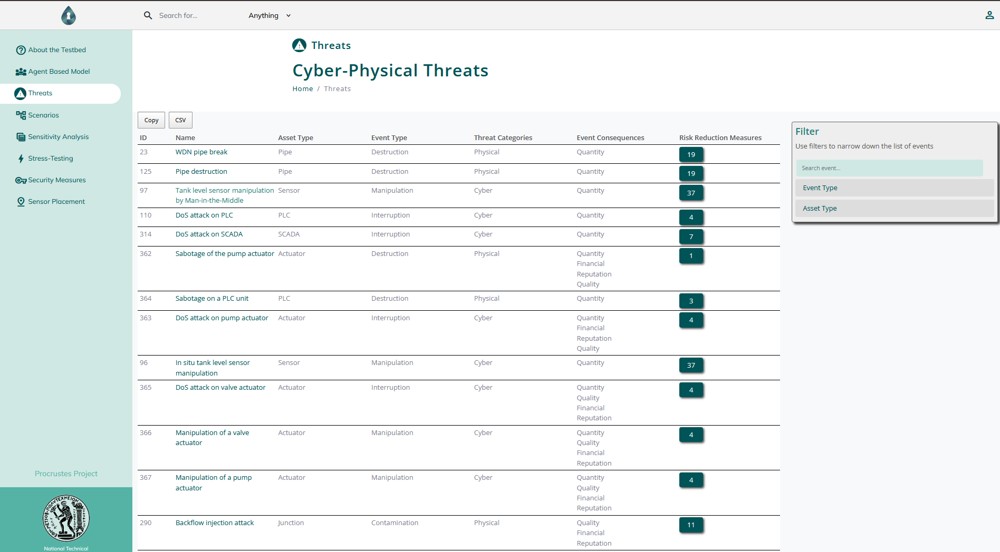 Search for...
Anything
About the Testbed
Agent Based Model
Threats
Scenarios
Sensitivity Analysis
Stress-Testing
Security Measures
Sensor Placement
Procrustes Project
National Technical
Threats
Cyber-Physical Threats
Home / Threats
Copy CSV
ID Name Asset Type Event Type Threat Categories Event Consequences Risk Reduction Measures
23 WDN pipe break Pipe Destruction Physical Quantity 19
125 Pipe destruction Pipe Destruction Physical Quantity 19
97 Tank level sensor manipulation Sensor Manipulation Cyber Quantity 37
by Man-in-the-Middle
110 DoS attack on PLC PLC Interruption Cyber Quantity 4
314 DoS attack on SCADA SCADA Interruption Cyber Quantity 7
362 Sabotage of the pump actuator Actuator Destruction Physical Quantity 1
Financial
Reputation
Quality
364 Sabotage on a PLC unit PLC Destruction Physical Quantity 3
363 DoS attack on pump actuator Actuator Interruption Cyber Quantity 4
Financial
Reputation
Quality
96 In situ tank level sensor Sensor Manipulation Cyber Quantity 37
manipulation
365 DoS attack on valve actuator Actuator Interruption Cyber Quantity 4
Quality
Financial
Reputation
366 Manipulation of a valve Actuator Manipulation Cyber Quantity 4
actuator Quality
Financial
Reputation
367 Manipulation of a pump Actuator Manipulation Cyber Quantity 4
actuator Quality
Financial
Reputation
290 Backflow injection attack Junction Contamination Physical Quality 11
Financial
Reputation
Filter
Use filters to narrow down the list of events
Search event...
Event Type
Asset Type